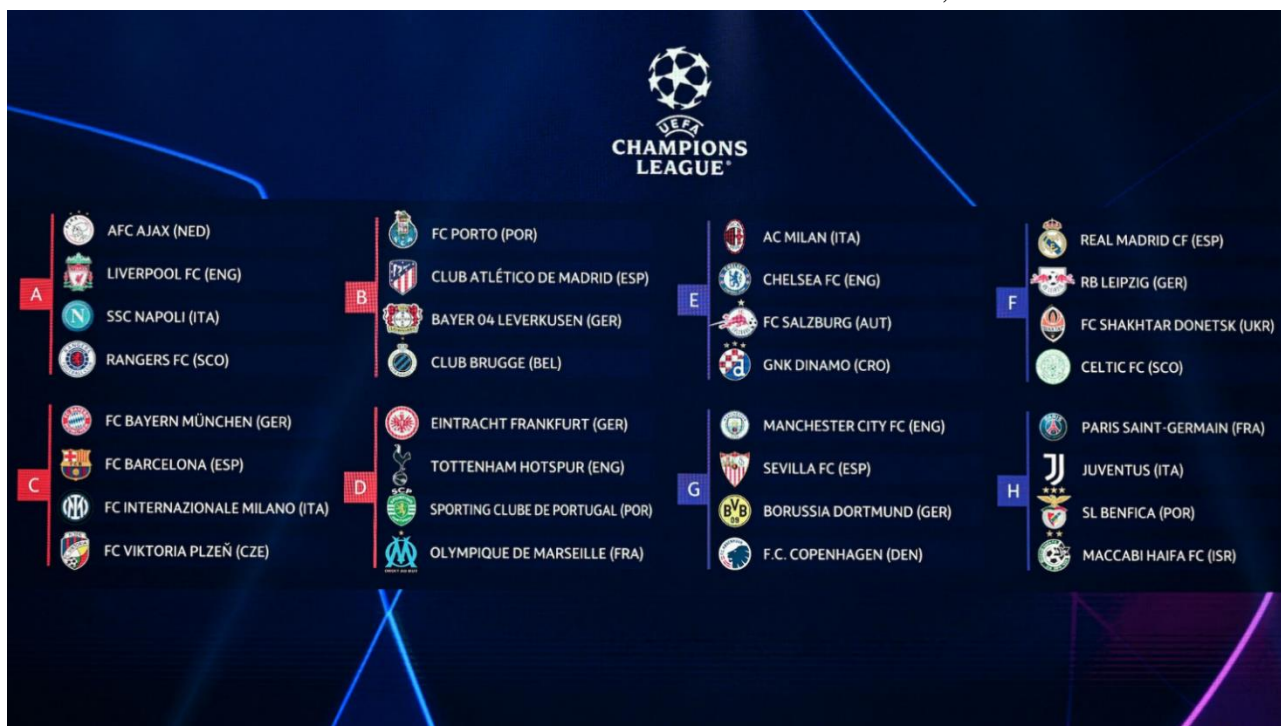 UEFA
CHAMPIONS
LEAGUE®
A
AFC AJAX (NED)
LIVERPOOL FC (ENG)
N
SSC NAPOLI (ITA)
RANGERS FC (SCO)
B
FC PORTO (POR)
CLUB ATLÉTICO DE MADRID (ESP)
BAYER 04 LEVERKUSEN (GER)
CLUB BRUGGE (BEL)
E
AC MILAN (ITA)
CHELSEA FC (ENG)
FC SALZBURG (AUT)
GNK DINAMO (CRO)
F
REAL MADRID CF (ESP)
RB LEIPZIG (GER)
FC SHAKHTAR DONETSK (UKR)
CELTIC FC (SCO)
C
FC BAYERN MÜNCHEN (GER)
FC BARCELONA (ESP)
FC INTERNAZIONALE MILANO (ITA)
FC VIKTORIA PLZEŇ (CZE)
D
EINTRACHT FRANKFURT (GER)
TOTTENHAM HOTSPUR (ENG)
SCP
SPORTING CLUBE DE PORTUGAL (POR)
OLYMPIQUE DE MARSEILLE (FRA)
G
MANCHESTER CITY FC (ENG)
SEVILLA FC (ESP)
BVB 09
BORUSSIA DORTMUND (GER)
F.C. COPENHAGEN (DEN)
H
PARIS SAINT-GERMAIN (FRA)
JUVENTUS (ITA)
SL BENFICA (POR)
MACCABI HAIFA FC (ISR)